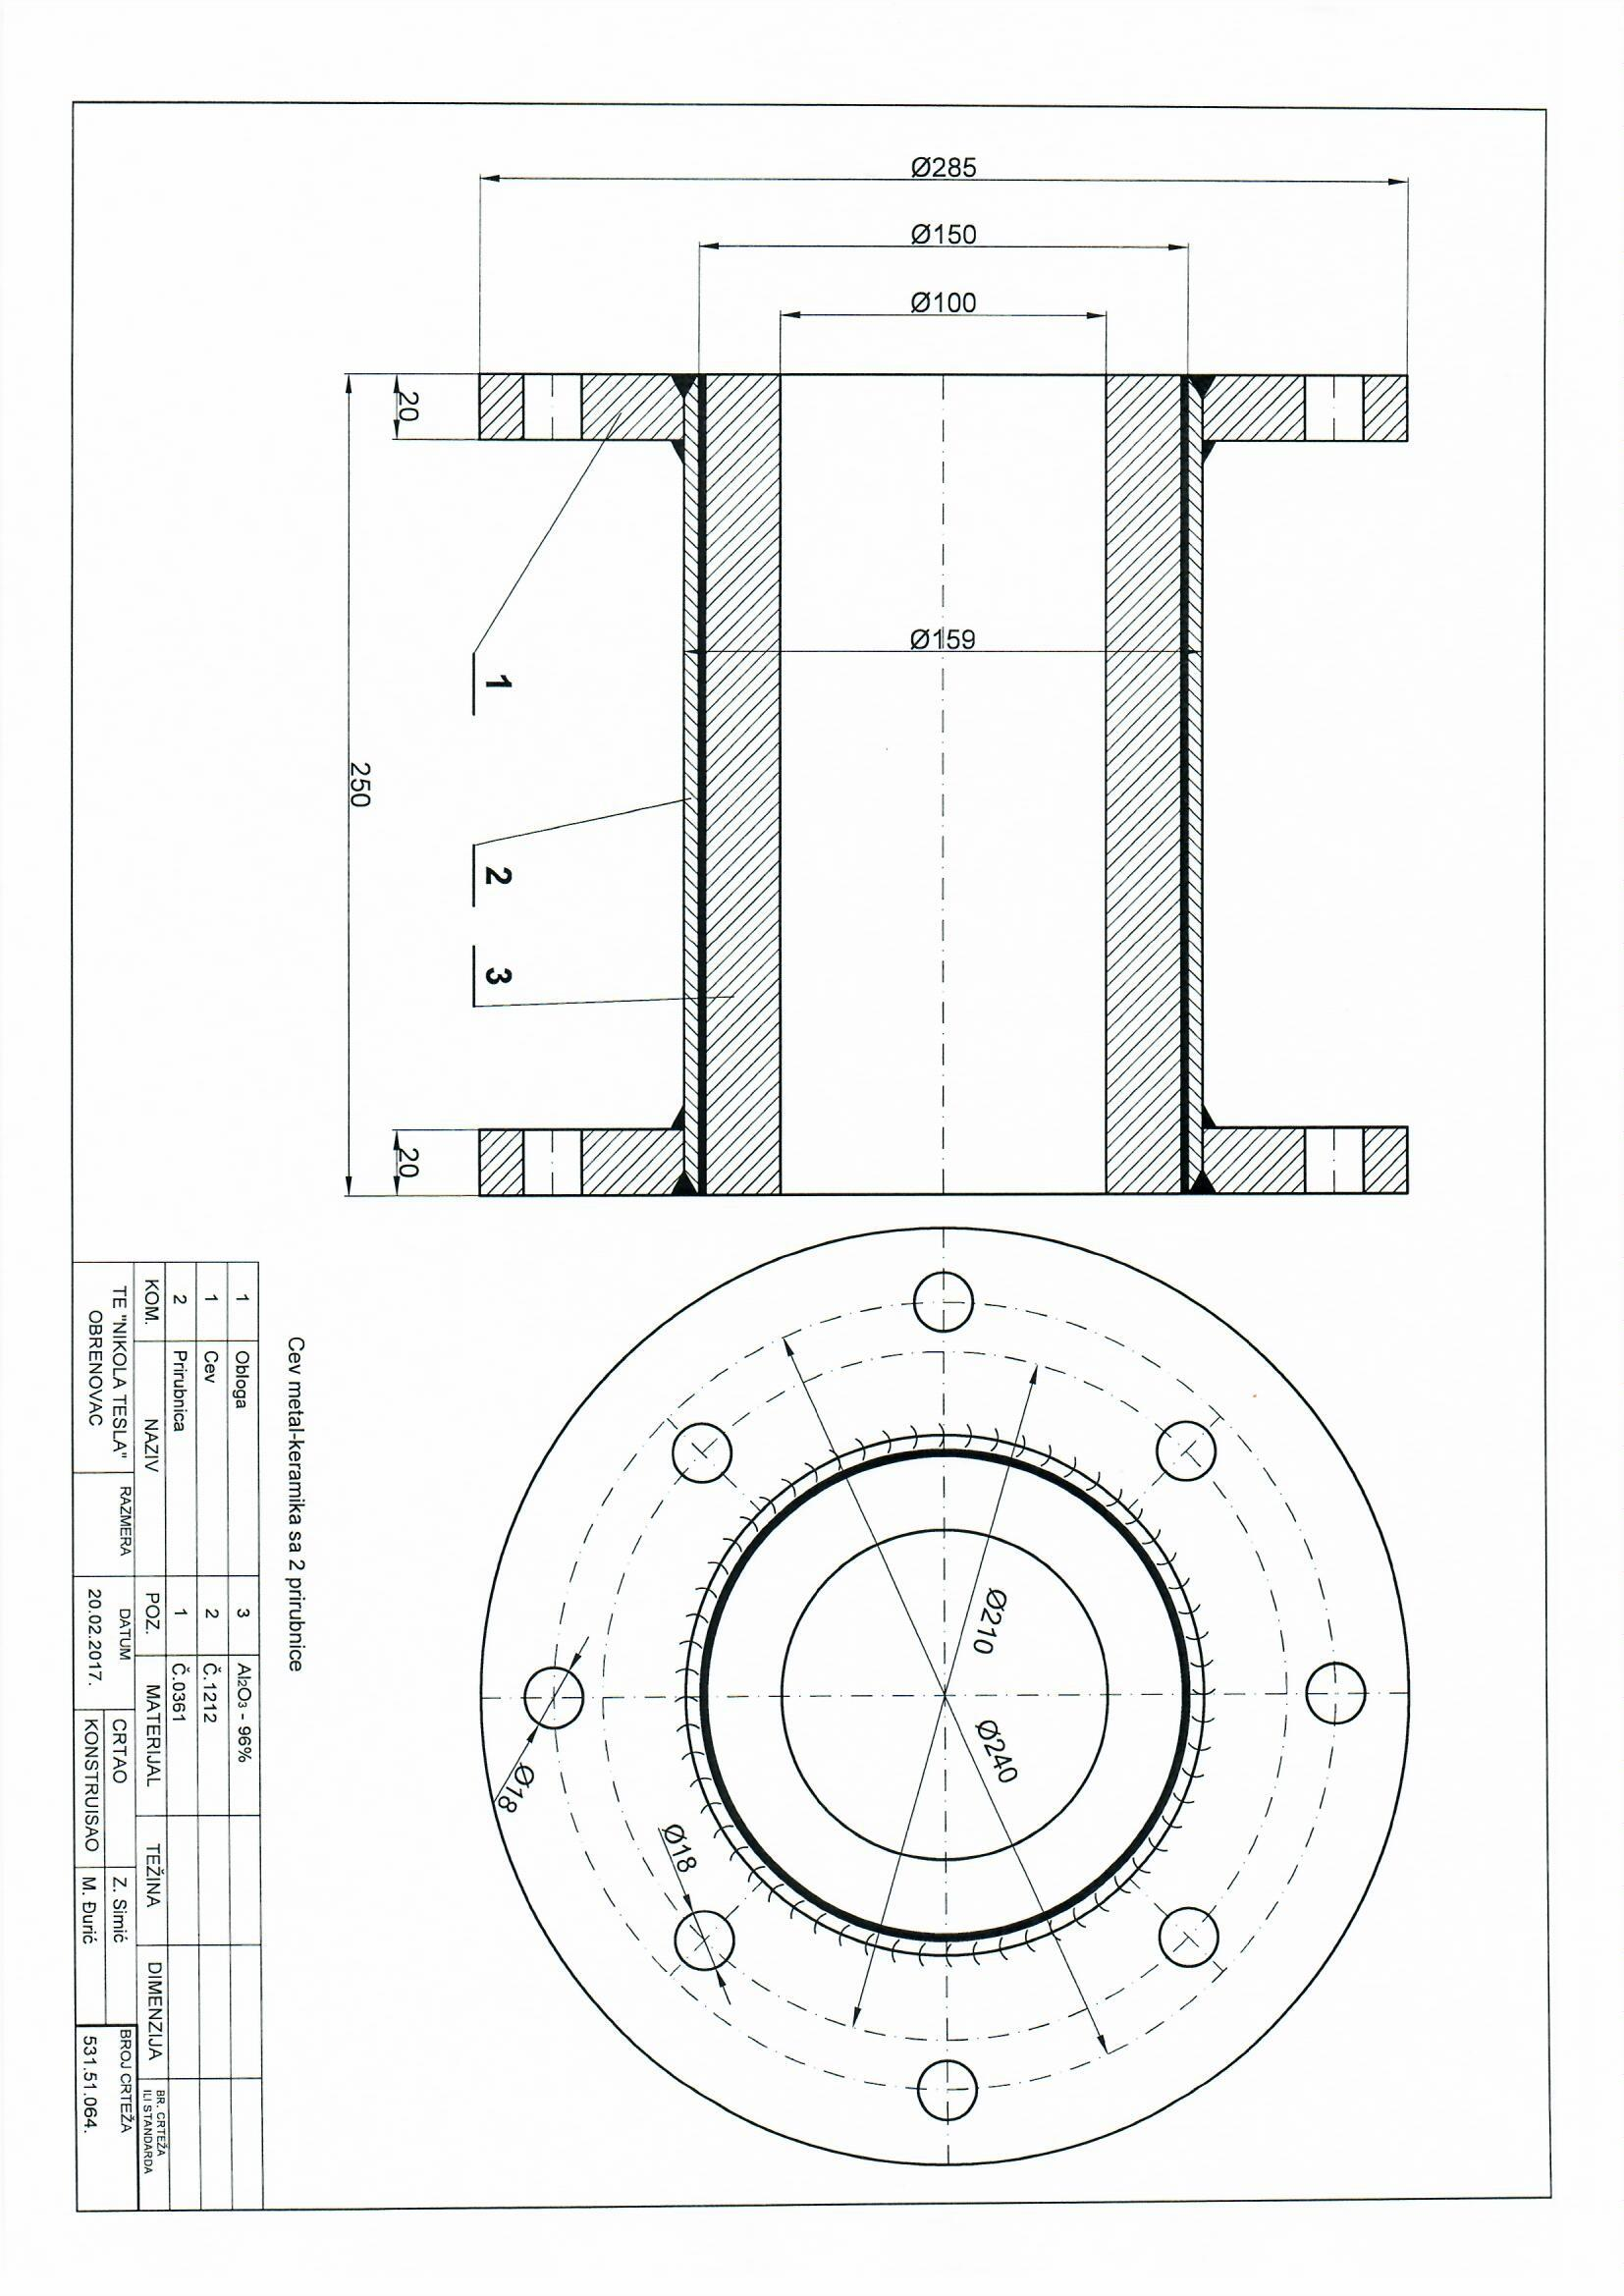 Ø285
Ø150
Ø100
Ø159
20
20
250
1
2
3
Ø210
Ø240
Ø18
Ø18
Cev metal-keramika sa 2 prirubnice
1 Obloga 3 Al₂O₃ - 96%
1 Cev 2 Č.1212
2 Prirubnica 1 Č.0361
KOM. NAZIV POZ. MATERIJAL TEŽINA DIMENZIJA BR. CRTEŽA
ILI STANDARDA
TE "NIKOLA TESLA"
OBRENOVAC
RAZMERA
DATUM
20.02.2017.
CRTAO Z. Simić
KONSTRUISAO M. Đurić
BROJ CRTEŽA
531.51.064.